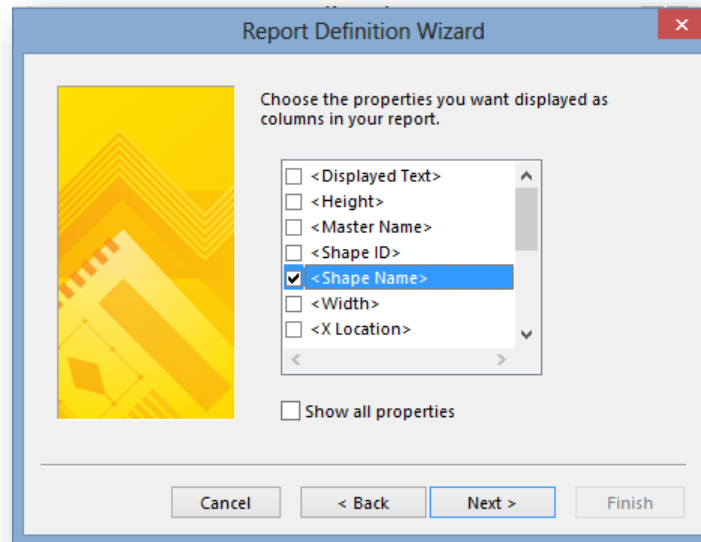 Report Definition Wizard
Choose the properties you want displayed as
columns in your report.
<Displayed Text>
<Height>
<Master Name>
<Shape ID>
<Shape Name>
<Width>
<X Location>
Show all properties
Cancel
< Back
Next >
Finish